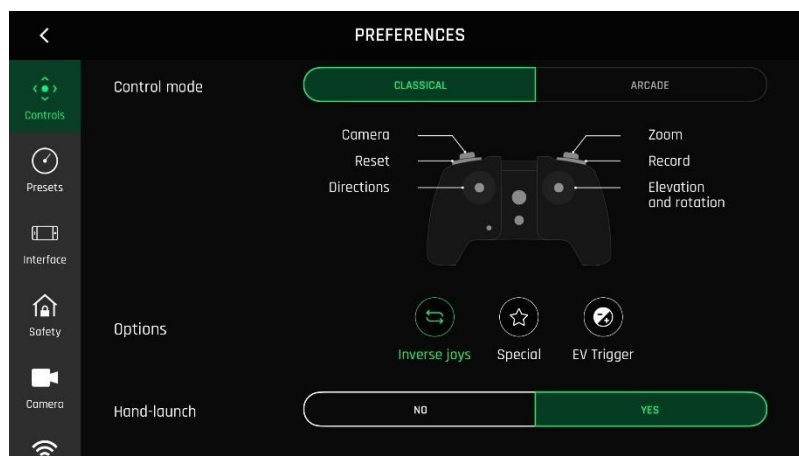 PREFERENCES
Controls
Presets
Interface
Safety
Camera
Control mode
CLASSICAL
ARCADE
Camera
Reset
Directions
Zoom
Record
Elevation
and rotation
Options
Inverse joys
Special
EV Trigger
Hand-launch
NO
YES